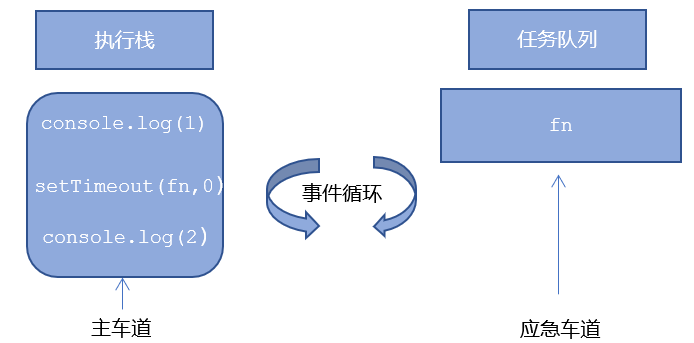 执行栈
任务队列
console.log(1)
fn
setTimeout(fn,0)
事件循环
console.log(2)
主车道
应急车道